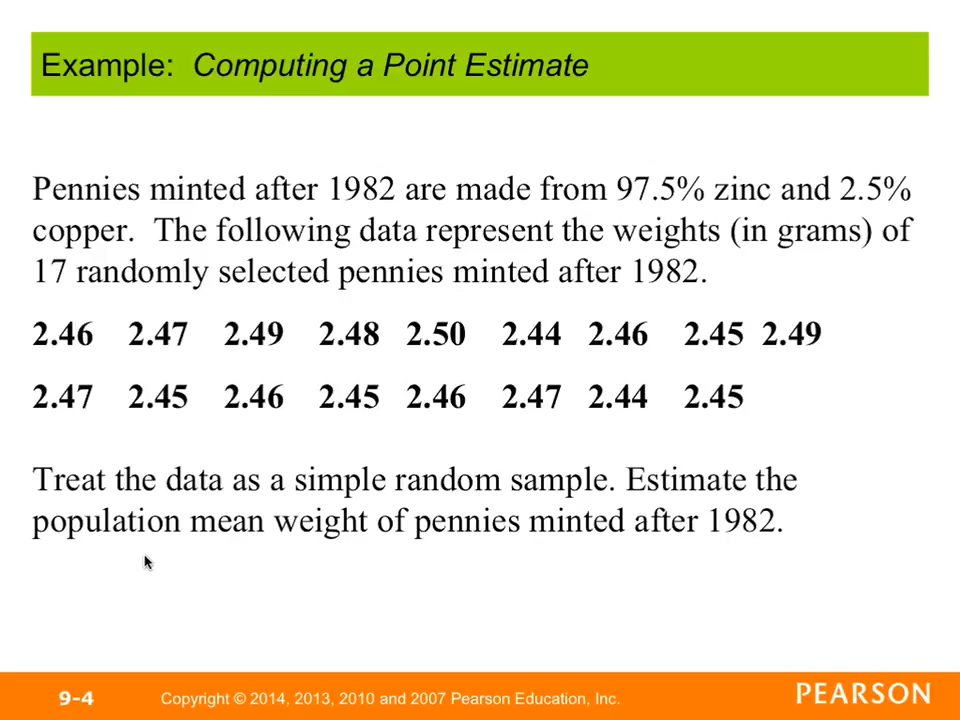 Example: Computing a Point Estimate
Pennies minted after 1982 are made from 97.5% zinc and 2.5%
copper. The following data represent the weights (in grams) of
17 randomly selected pennies minted after 1982.
2.46 2.47 2.49 2.48 2.50 2.44 2.46 2.45 2.49
2.47 2.45 2.46 2.45 2.46 2.47 2.44 2.45
Treat the data as a simple random sample. Estimate the
population mean weight of pennies minted after 1982.
9-4 Copyright © 2014, 2013, 2010 and 2007 Pearson Education, Inc. PEARSON